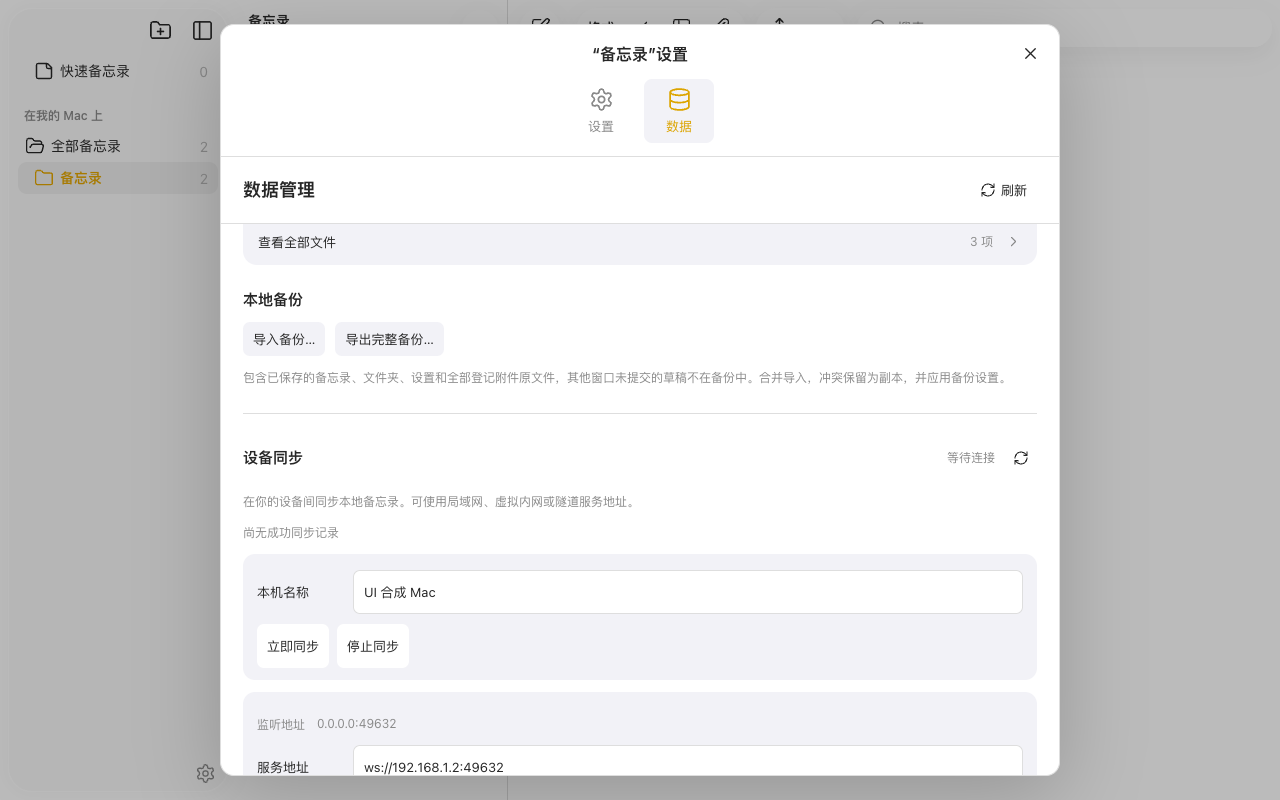 备忘录
快速备忘录 0
在我的 Mac 上
全部备忘录 2
备忘录 2
“备忘录”设置
设置
数据
数据管理
刷新
查看全部文件
3 项
本地备份
导入备份...
导出完整备份...
包含已保存的备忘录、文件夹、设置和全部登记附件原文件，其他窗口未提交的草稿不在备份中。合并导入，冲突保留为副本，并应用备份设置。
设备同步
等待连接
在你的设备间同步本地备忘录。可使用局域网、虚拟内网或隧道服务地址。
尚无成功同步记录
本机名称
UI 合成 Mac
立即同步
停止同步
监听地址 0.0.0.0:49632
服务地址
ws://192.168.1.2:49632